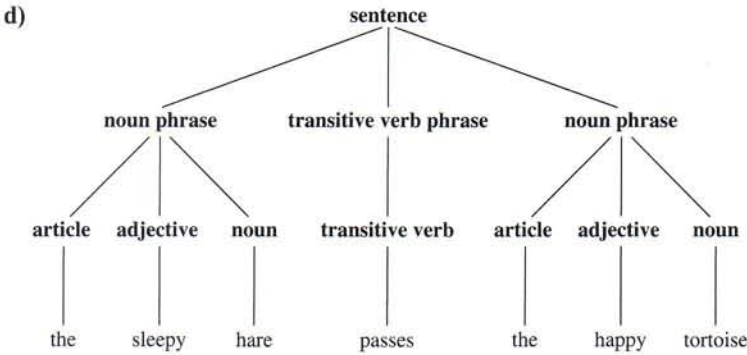 d)
sentence
noun phrase transitive verb phrase noun phrase
article adjective noun transitive verb article adjective noun
the sleepy hare passes the happy tortoise